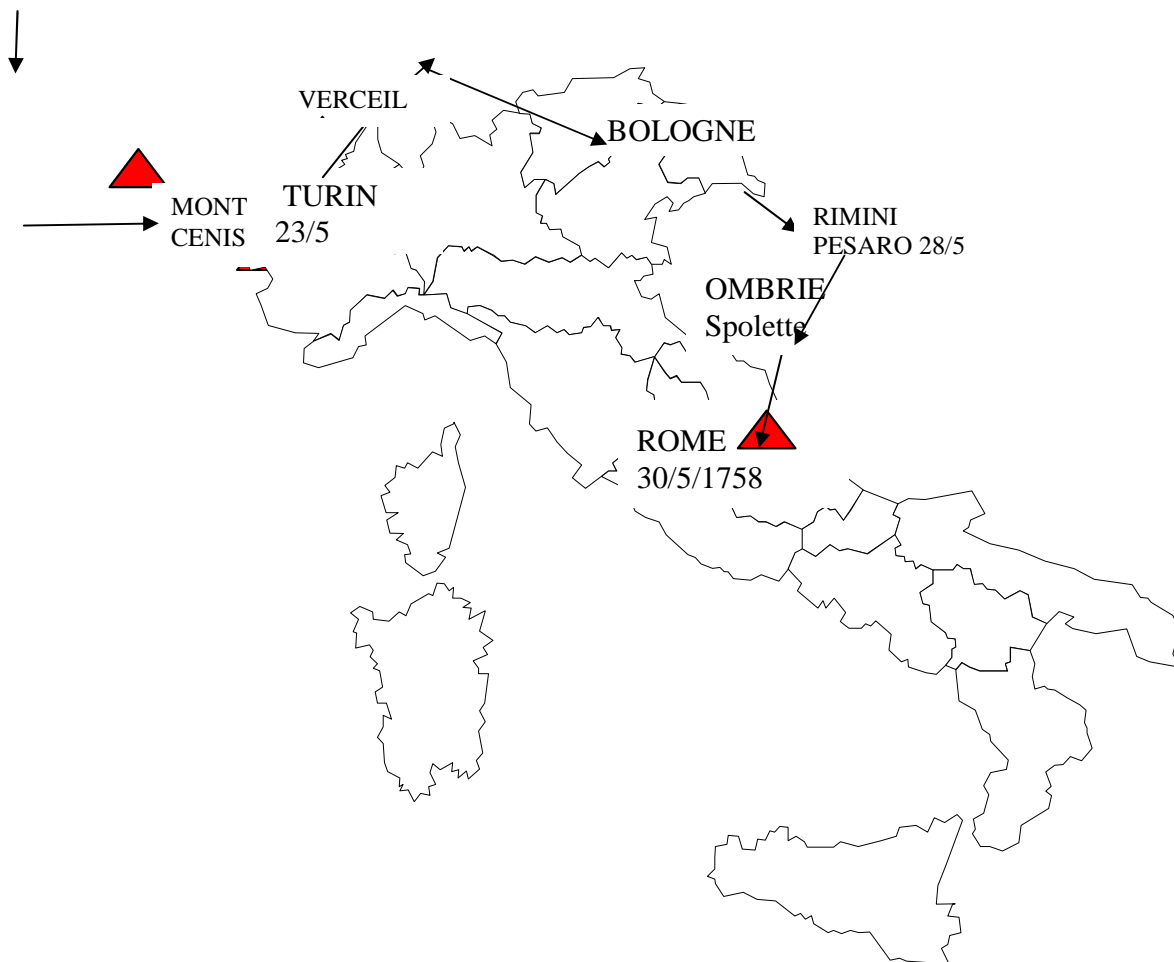 VERCEIL
BOLOGNE
MONT
CENIS
TURIN
23/5
RIMINI
PESARO 28/5
OMBRIE
Spolette
ROME
30/5/1758